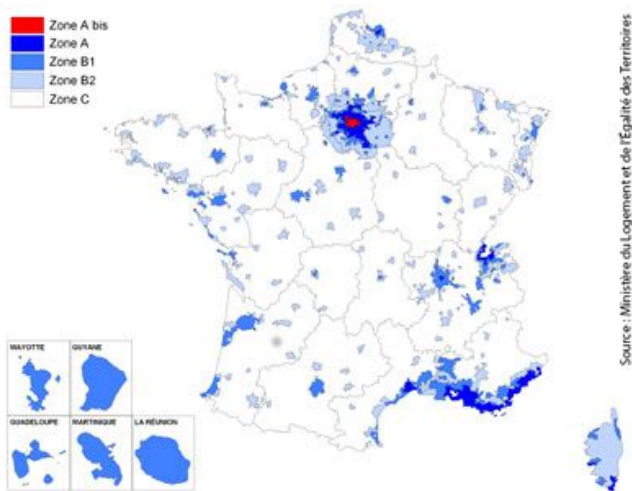 Zone A bis
Zone A
Zone B1
Zone B2
Zone C
MAYOTTE
GUYANE
GUADELOUPE
MARTINIQUE
LA RÉUNION
Source : Ministère du Logement et de l'Égalité des Territoires